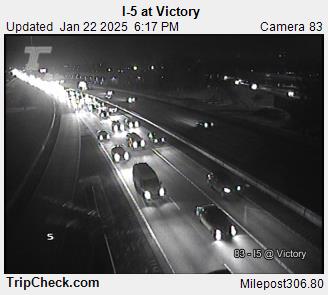 I-5 at Victory
Updated Jan 22 2025 6:17 PM Camera 83
T
S
83 - I5 @ Victory
TripCheck.com Milepost306.80